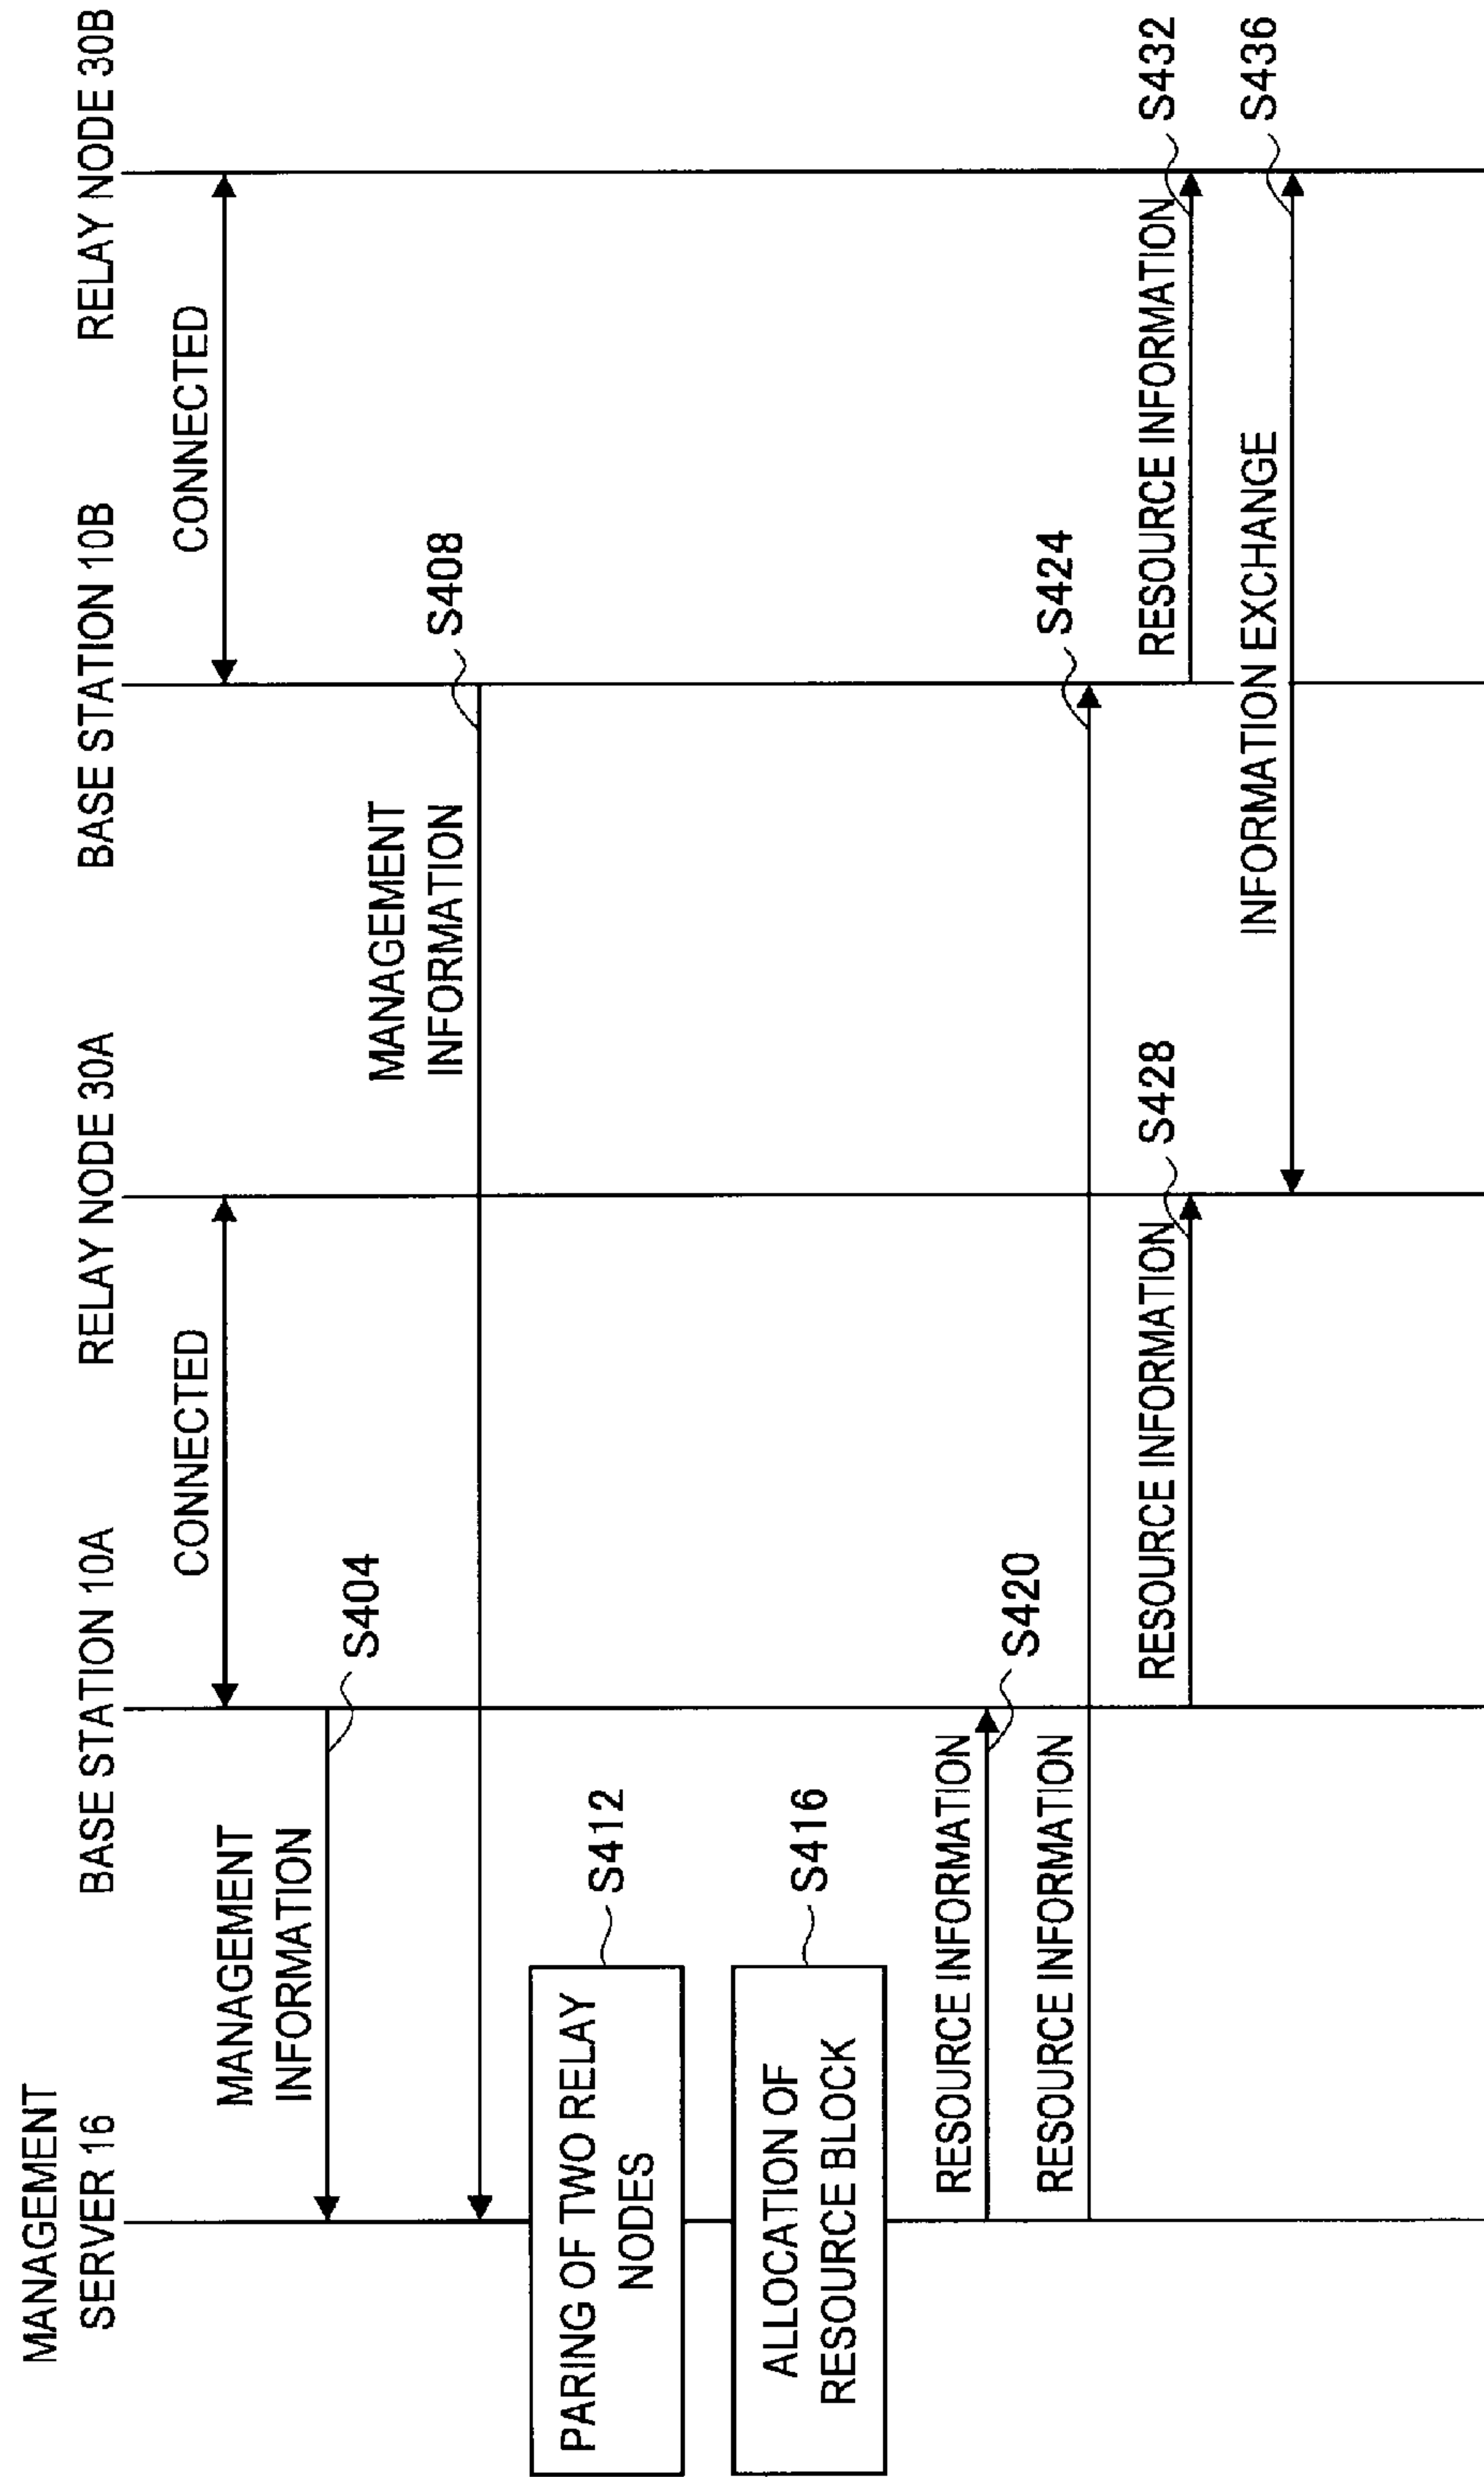 MANAGEMENT
SERVER 16
BASE STATION 10A
RELAY NODE 30A
BASE STATION 10B
RELAY NODE 30B
CONNECTED
CONNECTED
MANAGEMENT
INFORMATION
S404
MANAGEMENT
INFORMATION
S408
PARING OF TWO RELAY
NODES
S412
ALLOCATION OF
RESOURCE BLOCK
S416
RESOURCE INFORMATION
S420
RESOURCE INFORMATION
S424
RESOURCE INFORMATION
S428
RESOURCE INFORMATION
S432
INFORMATION EXCHANGE
S436